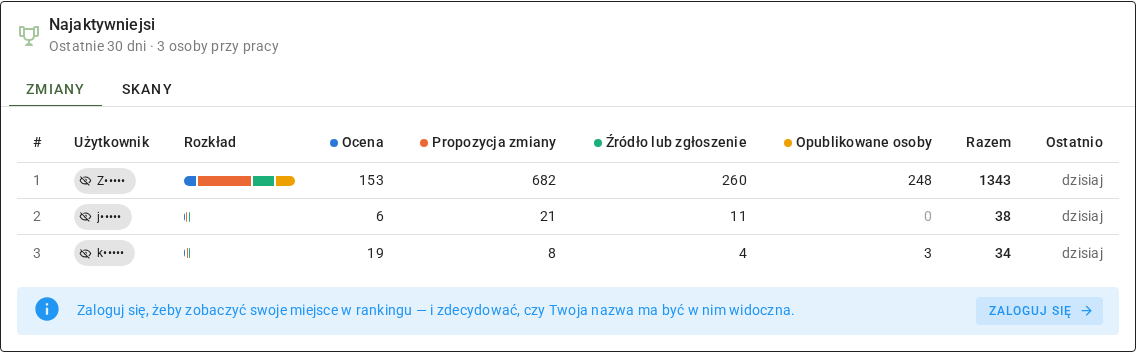 Najaktywniejsi
Ostatnie 30 dni · 3 osoby przy pracy
ZMIANY SKANY
# Użytkownik Rozkład Ocena Propozycja zmiany Źródło lub zgłoszenie Opublikowane osoby Razem Ostatnio
1 Z••••• 153 682 260 248 1343 dzisiaj
2 j••••• 6 21 11 0 38 dzisiaj
3 k••••• 19 8 4 3 34 dzisiaj
Zaloguj się, żeby zobaczyć swoje miejsce w rankingu — i zdecydować, czy Twoja nazwa ma być w nim widoczna. ZALOGUJ SIĘ →